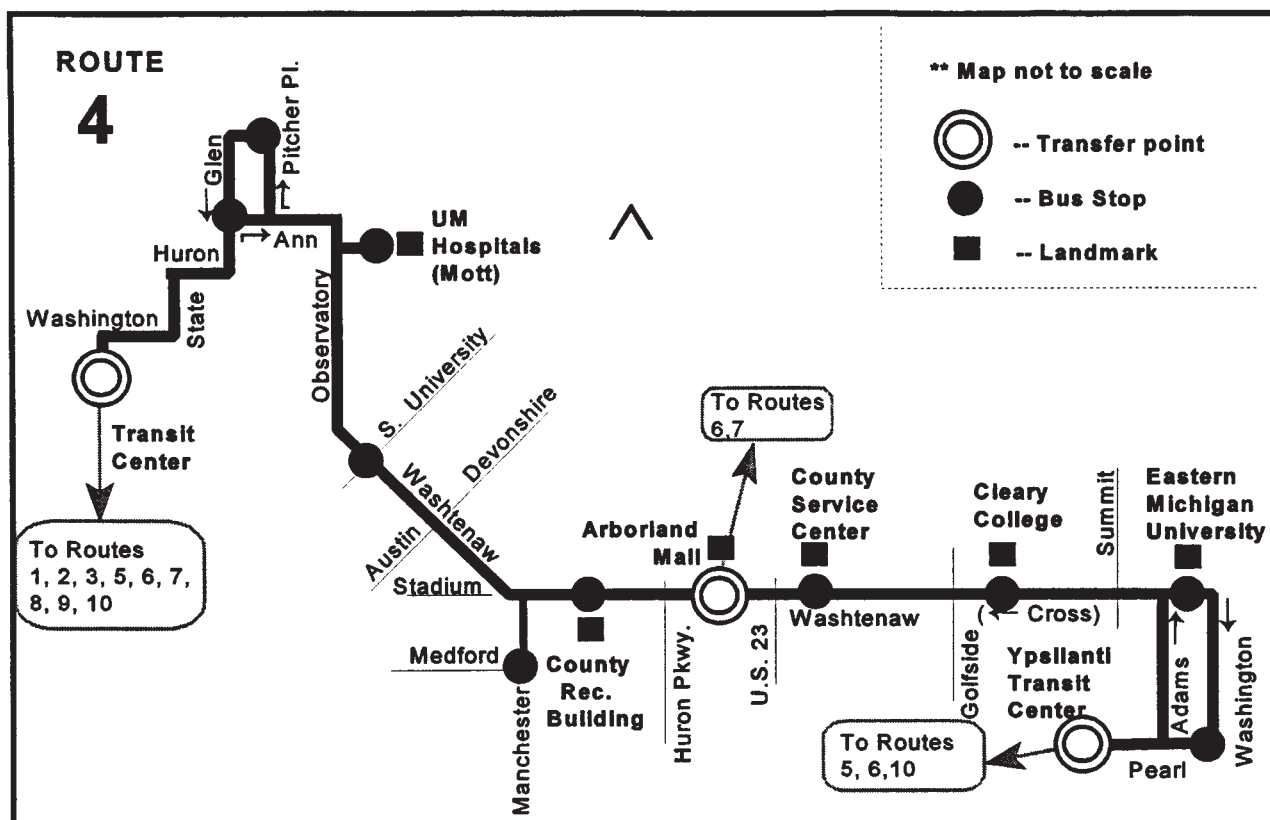 ROUTE
4
** Map not to scale
-- Transfer point
-- Bus Stop
-- Landmark
Pitcher Pl.
Glen
Ann
UM
Hospitals
(Mott)
Huron
State
Washington
Observatory
Transit
Center
To Routes
1, 2, 3, 5, 6, 7,
8, 9, 10
S. University
Devonshire
Washtenaw
Austin
Stadium
Medford
Manchester
County
Rec.
Building
To Routes
6,7
Arborland
Mall
Huron Pkwy.
U.S. 23
County
Service
Center
Washtenaw
Cleary
College
Golfside
( ← Cross)
Summit
Eastern
Michigan
University
Ypsilanti
Transit
Center
Adams
Washington
Pearl
To Routes
5, 6,10